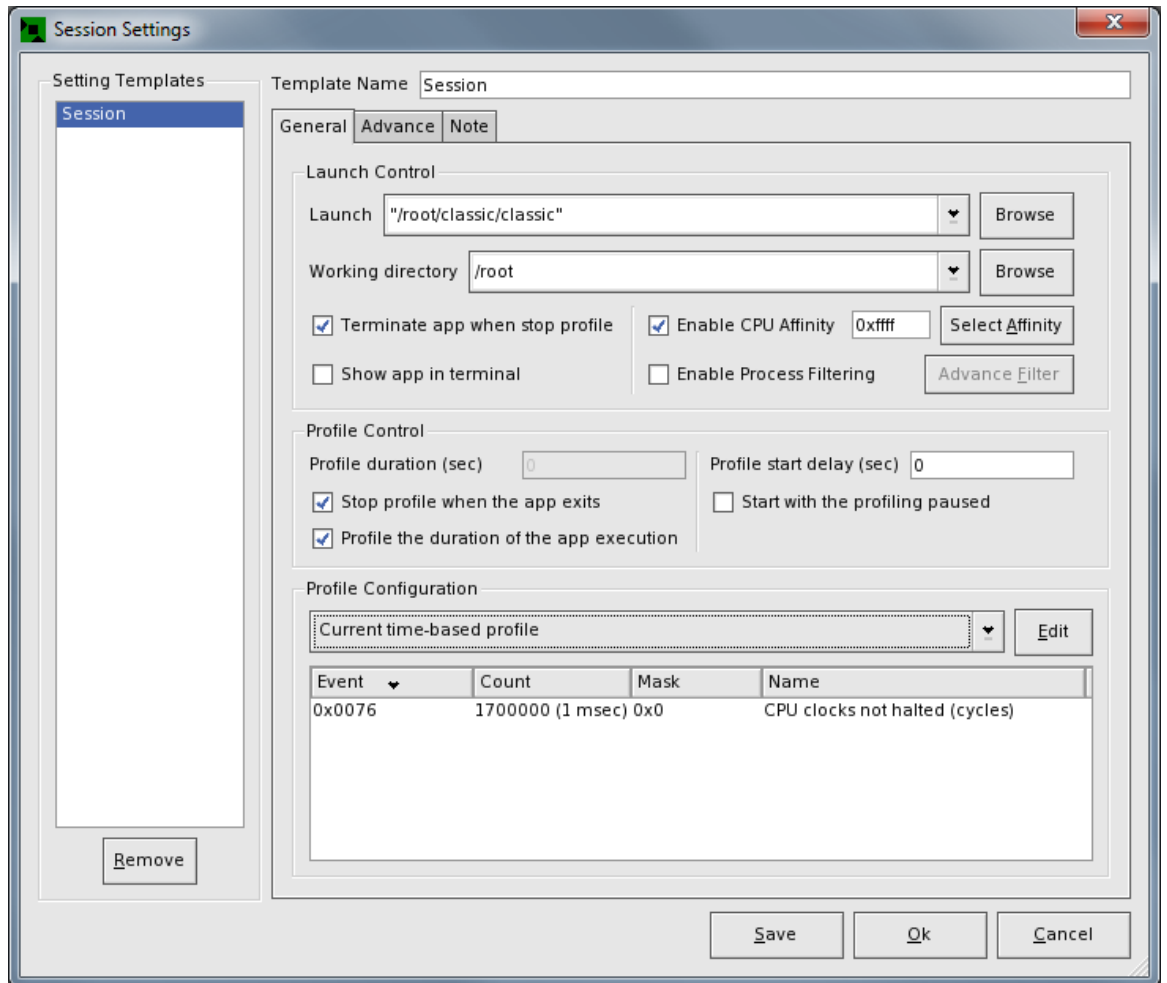 Session Settings
Setting Templates
Session
Remove
Template Name Session
General Advance Note
Launch Control
Launch "/root/classic/classic" Browse
Working directory /root Browse
Terminate app when stop profile Enable CPU Affinity 0xffff Select Affinity
Show app in terminal Enable Process Filtering Advance Filter
Profile Control
Profile duration (sec) 0 Profile start delay (sec) 0
Stop profile when the app exits Start with the profiling paused
Profile the duration of the app execution
Profile Configuration
Current time-based profile Edit
Event Count Mask Name
0x0076 1700000 (1 msec) 0x0 CPU clocks not halted (cycles)
Save Ok Cancel